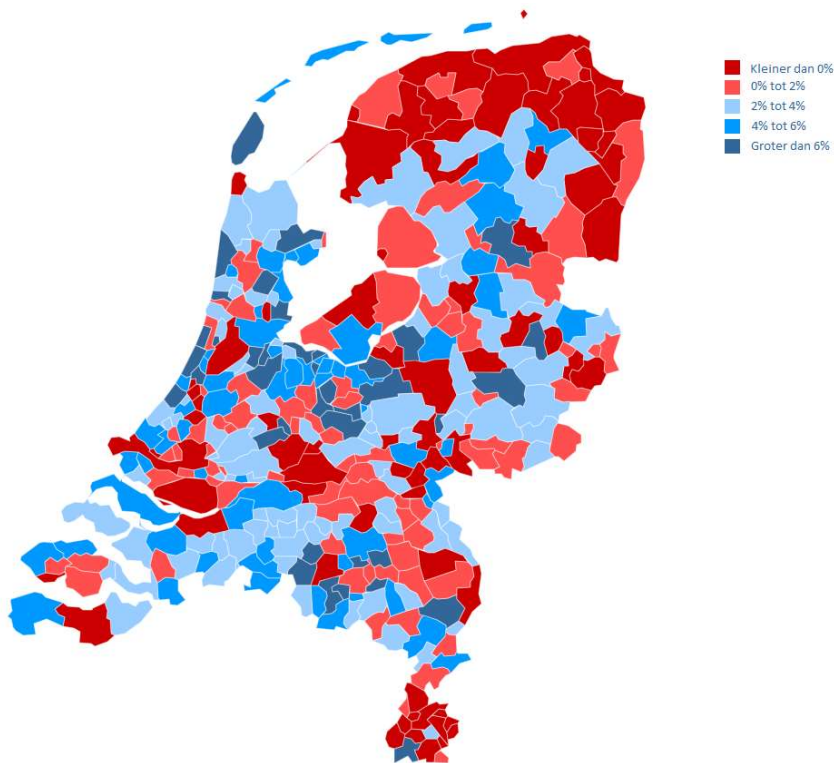 Kleiner dan 0%
0% tot 2%
2% tot 4%
4% tot 6%
Groter dan 6%